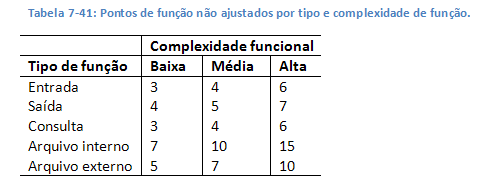 Tabela 7-41: Pontos de função não ajustados por tipo e complexidade de função.
Complexidade funcional
Tipo de função Baixa Média Alta
Entrada 3 4 6
Saída 4 5 7
Consulta 3 4 6
Arquivo interno 7 10 15
Arquivo externo 5 7 10